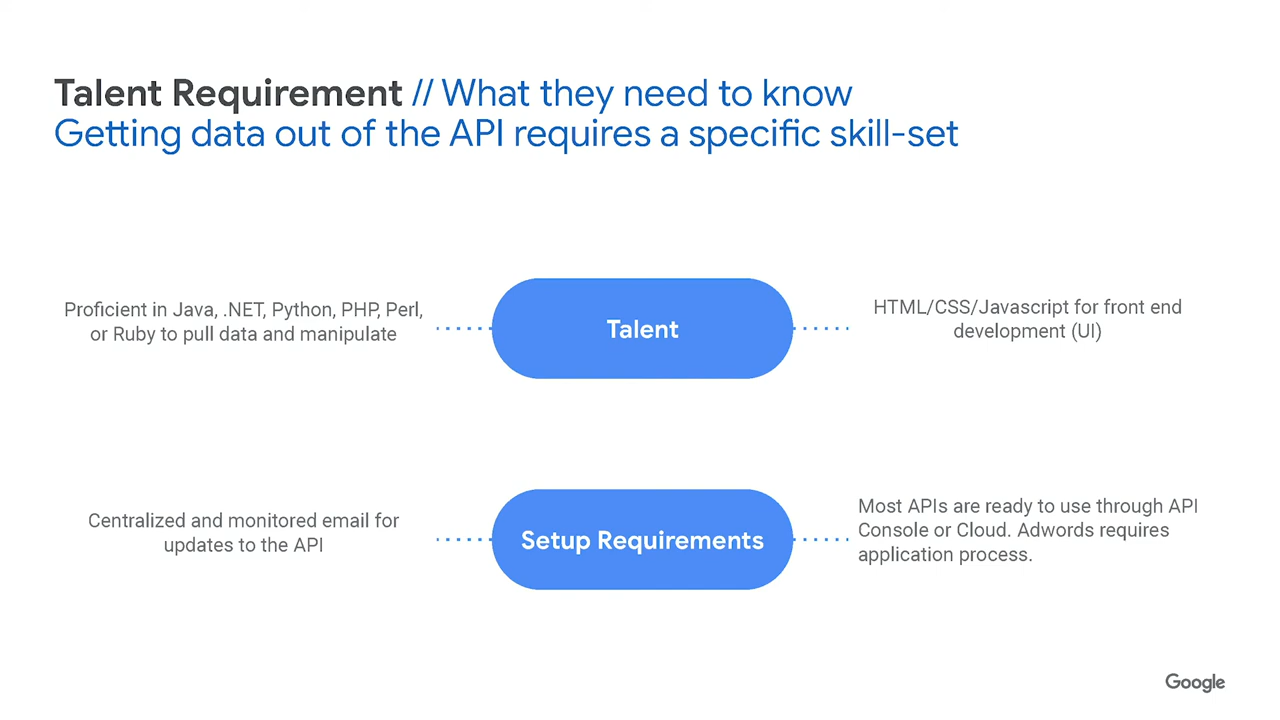 Talent Requirement // What they need to know
Getting data out of the API requires a specific skill-set
Proficient in Java, .NET, Python, PHP, Perl,
or Ruby to pull data and manipulate
Talent
HTML/CSS/Javascript for front end
development (UI)
Centralized and monitored email for
updates to the API
Setup Requirements
Most APIs are ready to use through API
Console or Cloud. Adwords requires
application process.
Google